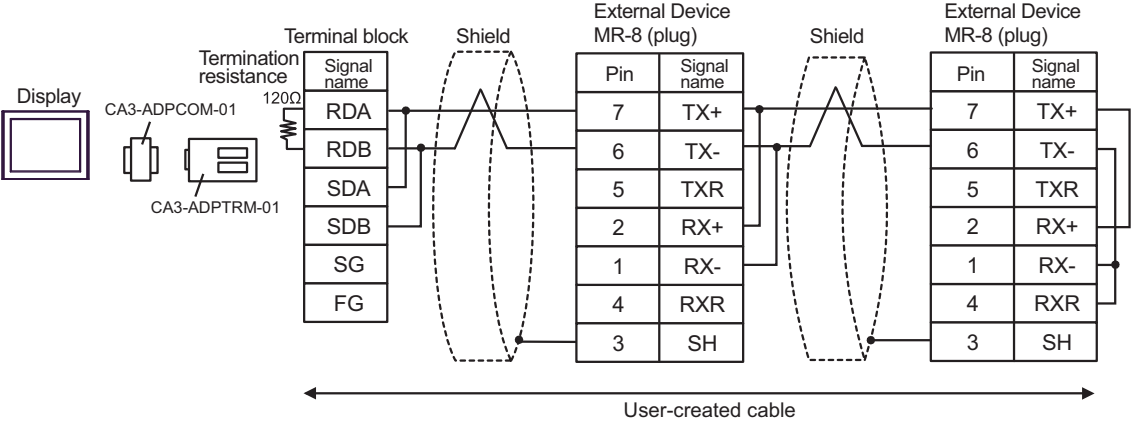 Display
CA3-ADPCOM-01
CA3-ADPTRM-01
Termination
resistance
120Ω
Terminal block
Signal
name
RDA
RDB
SDA
SDB
SG
FG
Shield
External Device
MR-8 (plug)
Pin Signal
name
7 TX+
6 TX-
5 TXR
2 RX+
1 RX-
4 RXR
3 SH
Shield
External Device
MR-8 (plug)
Pin Signal
name
7 TX+
6 TX-
5 TXR
2 RX+
1 RX-
4 RXR
3 SH
User-created cable